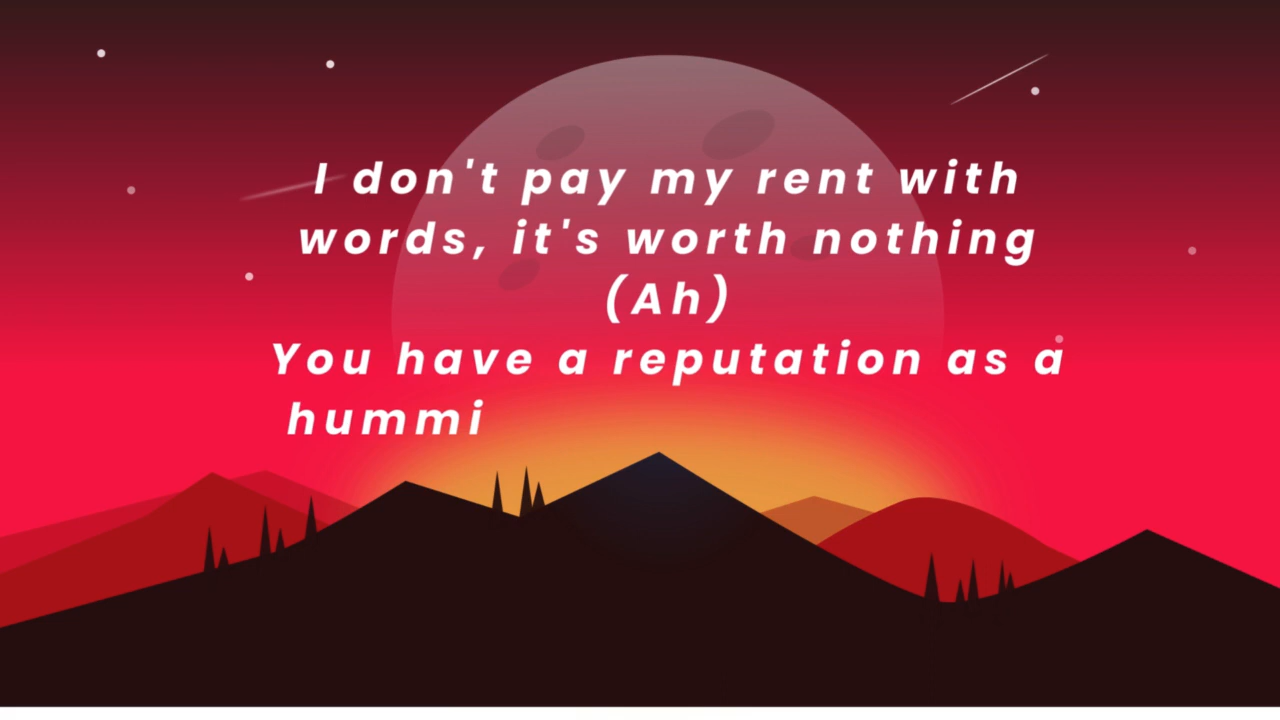 I don't pay my rent with
words, it's worth nothing
(Ah)
You have a reputation as a
hummi